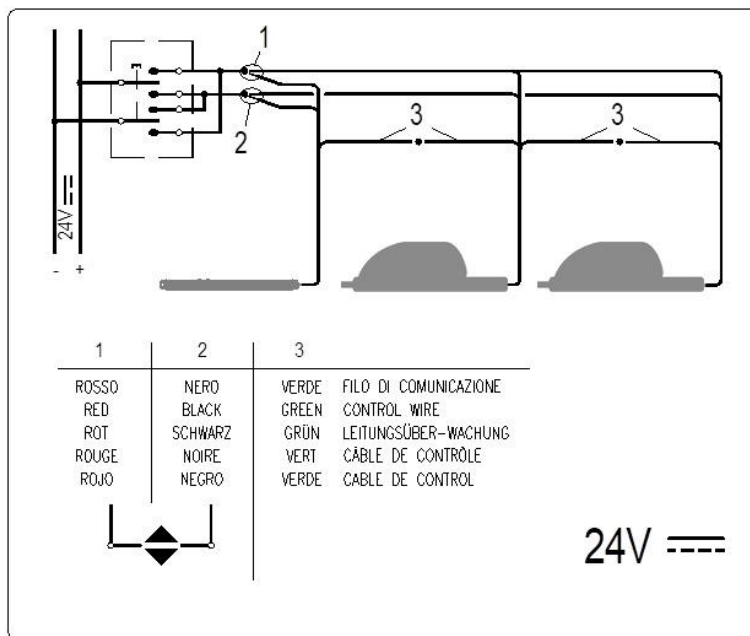 1
E
2
3 3
24V
- +
1 2 3
ROSSO NERO VERDE FILO DI COMUNICAZIONE
RED BLACK GREEN CONTROL WIRE
ROT SCHWARZ GRÜN LEITUNGSÜBER-WACHUNG
ROUGE NOIRE VERT CÂBLE DE CONTRÔLE
ROJO NEGRO VERDE CABLE DE CONTROL
24V